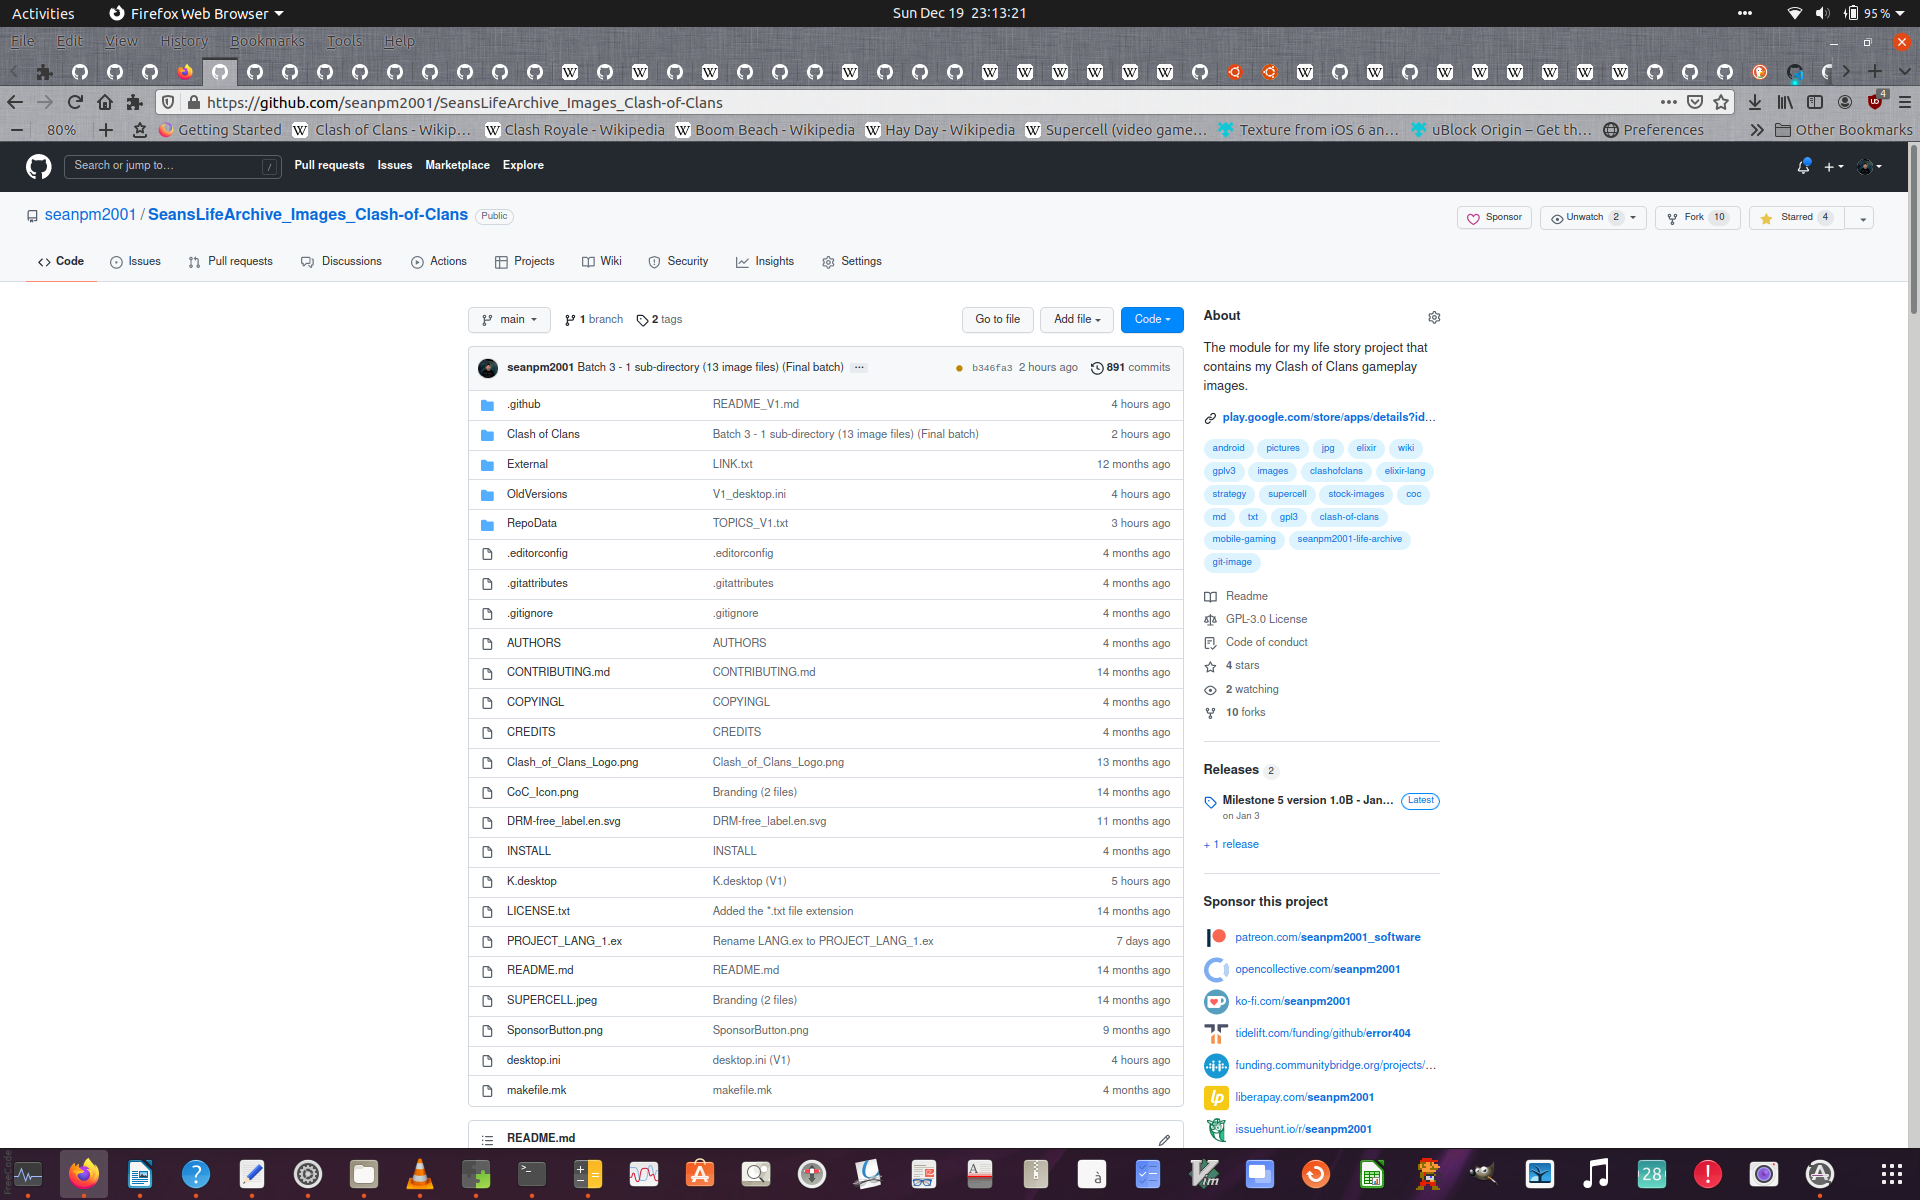 Activities Firefox Web Browser Sun Dec 19 23:13:21 95 %
File Edit View History Bookmarks Tools Help
https://github.com/seanpm2001/SeansLifeArchive_Images_Clash-of-Clans 4
80% Getting Started Clash of Clans - Wikip… Clash Royale - Wikipedia Boom Beach - Wikipedia Hay Day - Wikipedia Supercell (video game… Texture from iOS 6 an… uBlock Origin – Get th… Preferences Other Bookmarks
Search or jump to… / Pull requests Issues Marketplace Explore
seanpm2001 / SeansLifeArchive_Images_Clash-of-Clans Public Sponsor Unwatch 2 Fork 10 Starred 4
Code Issues Pull requests Discussions Actions Projects Wiki Security Insights Settings
main 1 branch 2 tags Go to file Add file Code
seanpm2001 Batch 3 - 1 sub-directory (13 image files) (Final batch) ... b346fa3 2 hours ago 891 commits
.github README_V1.md 4 hours ago
Clash of Clans Batch 3 - 1 sub-directory (13 image files) (Final batch) 2 hours ago
External LINK.txt 12 months ago
OldVersions V1_desktop.ini 4 hours ago
RepoData TOPICS_V1.txt 3 hours ago
.editorconfig .editorconfig 4 months ago
.gitattributes .gitattributes 4 months ago
.gitignore .gitignore 4 months ago
AUTHORS AUTHORS 4 months ago
CONTRIBUTING.md CONTRIBUTING.md 14 months ago
COPYINGL COPYINGL 4 months ago
CREDITS CREDITS 4 months ago
Clash_of_Clans_Logo.png Clash_of_Clans_Logo.png 13 months ago
CoC_Icon.png Branding (2 files) 14 months ago
DRM-free_label.en.svg DRM-free_label.en.svg 11 months ago
INSTALL INSTALL 4 months ago
K.desktop K.desktop (V1) 5 hours ago
LICENSE.txt Added the *.txt file extension 14 months ago
PROJECT_LANG_1.ex Rename LANG.ex to PROJECT_LANG_1.ex 7 days ago
README.md README.md 14 months ago
SUPERCELL.jpeg Branding (2 files) 14 months ago
SponsorButton.png SponsorButton.png 9 months ago
desktop.ini desktop.ini (V1) 4 hours ago
makefile.mk makefile.mk 4 months ago
README.md
About
The module for my life story project that
contains my Clash of Clans gameplay
images.
play.google.com/store/apps/details?id…
android pictures jpg elixir wiki
gplv3 images clashofclans elixir-lang
strategy supercell stock-images coc
md txt gpl3 clash-of-clans
mobile-gaming seanpm2001-life-archive
git-image
Readme
GPL-3.0 License
Code of conduct
4 stars
2 watching
10 forks
Releases 2
Milestone 5 version 1.0B - Jan… Latest
on Jan 3
+ 1 release
Sponsor this project
patreon.com/seanpm2001_software
opencollective.com/seanpm2001
ko-fi.com/seanpm2001
tidelift.com/funding/github/error404
funding.communitybridge.org/projects/…
liberapay.com/seanpm2001
issuehunt.io/r/seanpm2001
28